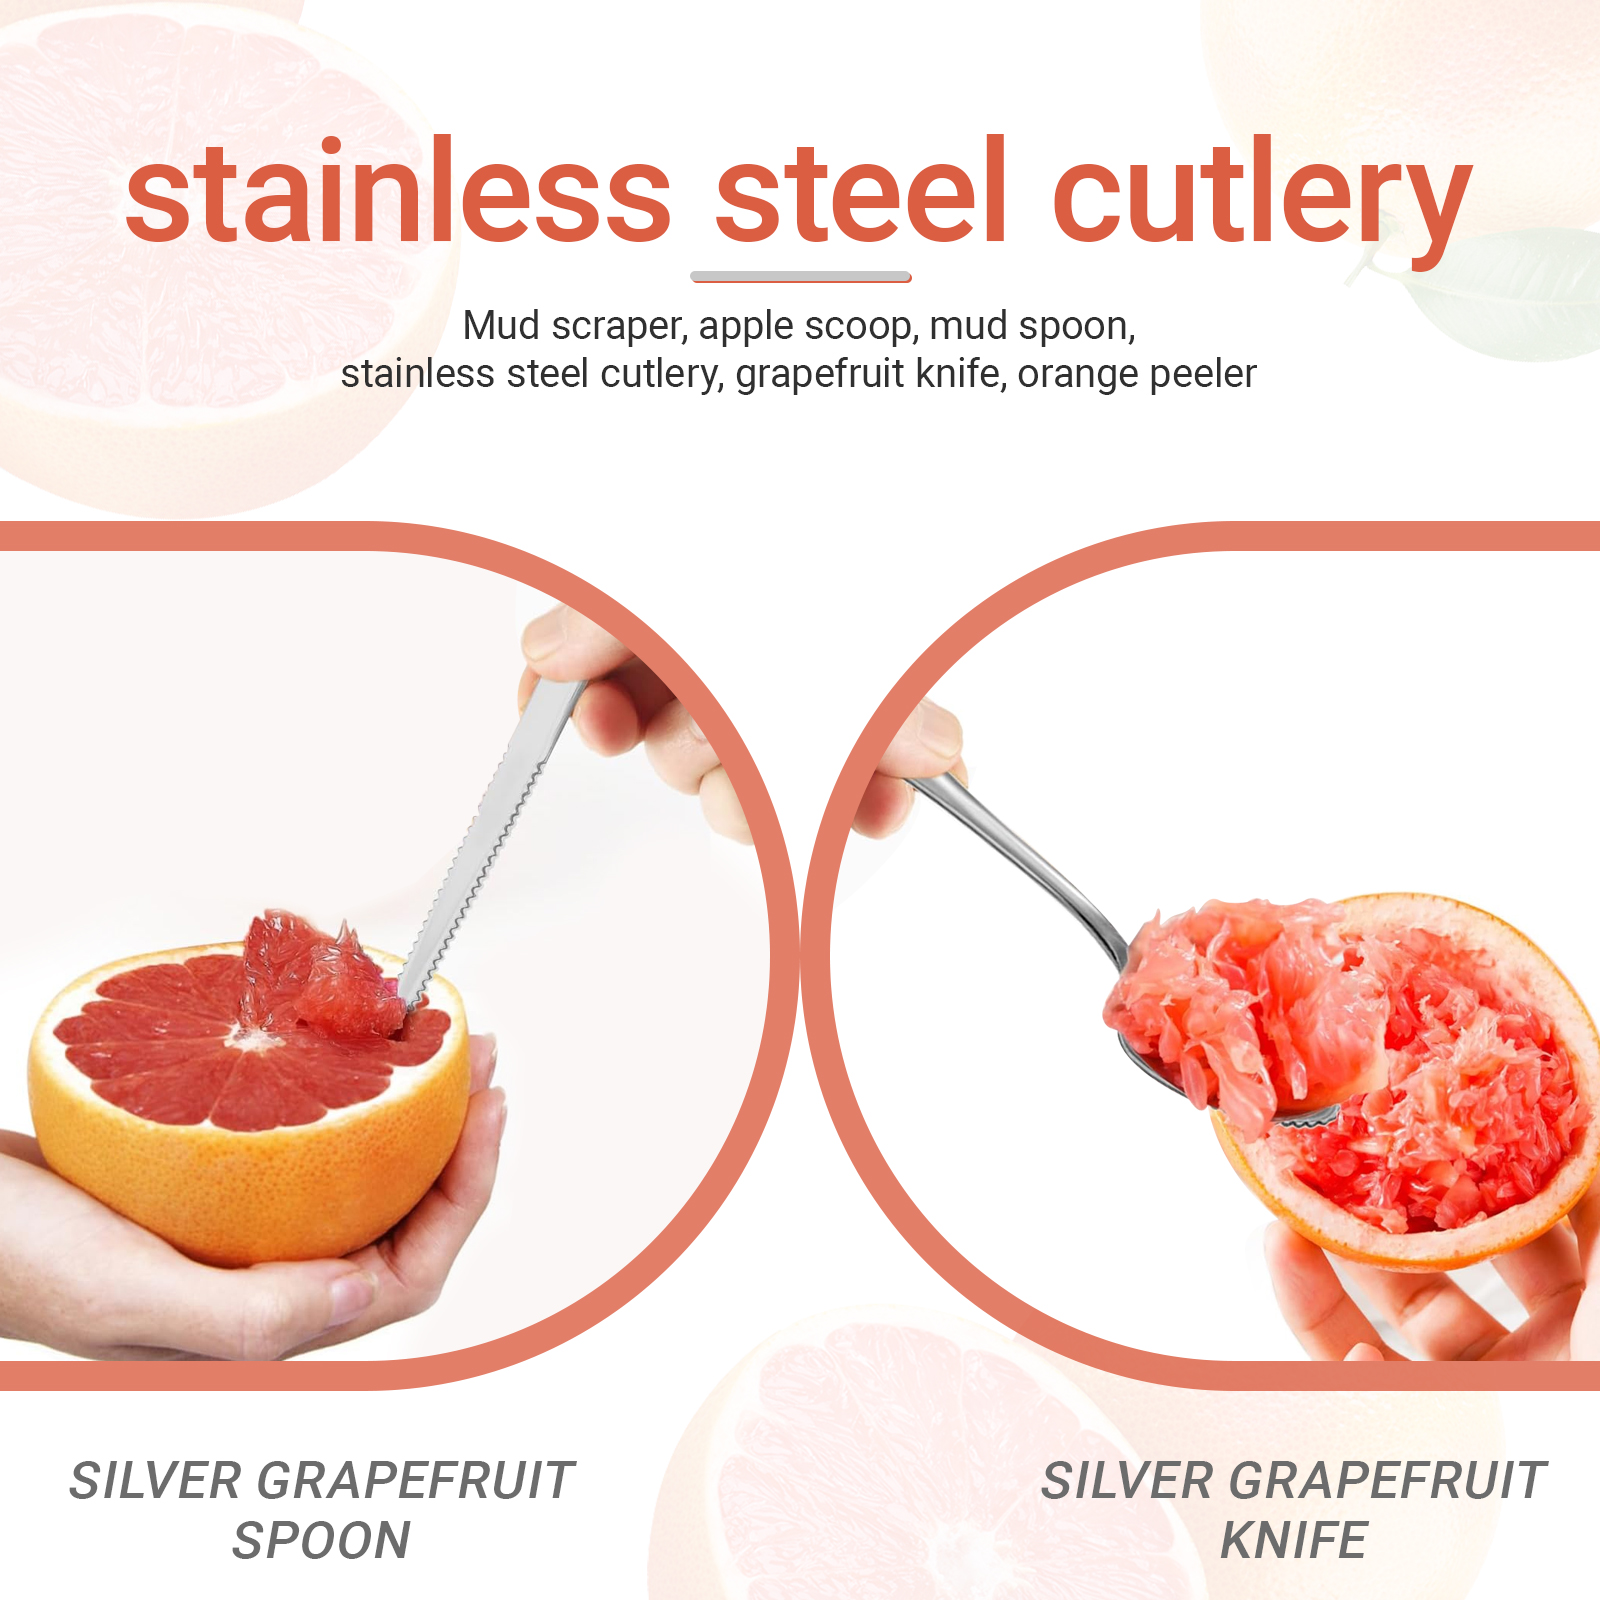 stainless steel cutlery
Mud scraper, apple scoop, mud spoon,
stainless steel cutlery, grapefruit knife, orange peeler
SILVER GRAPEFRUIT
SPOON
SILVER GRAPEFRUIT
KNIFE